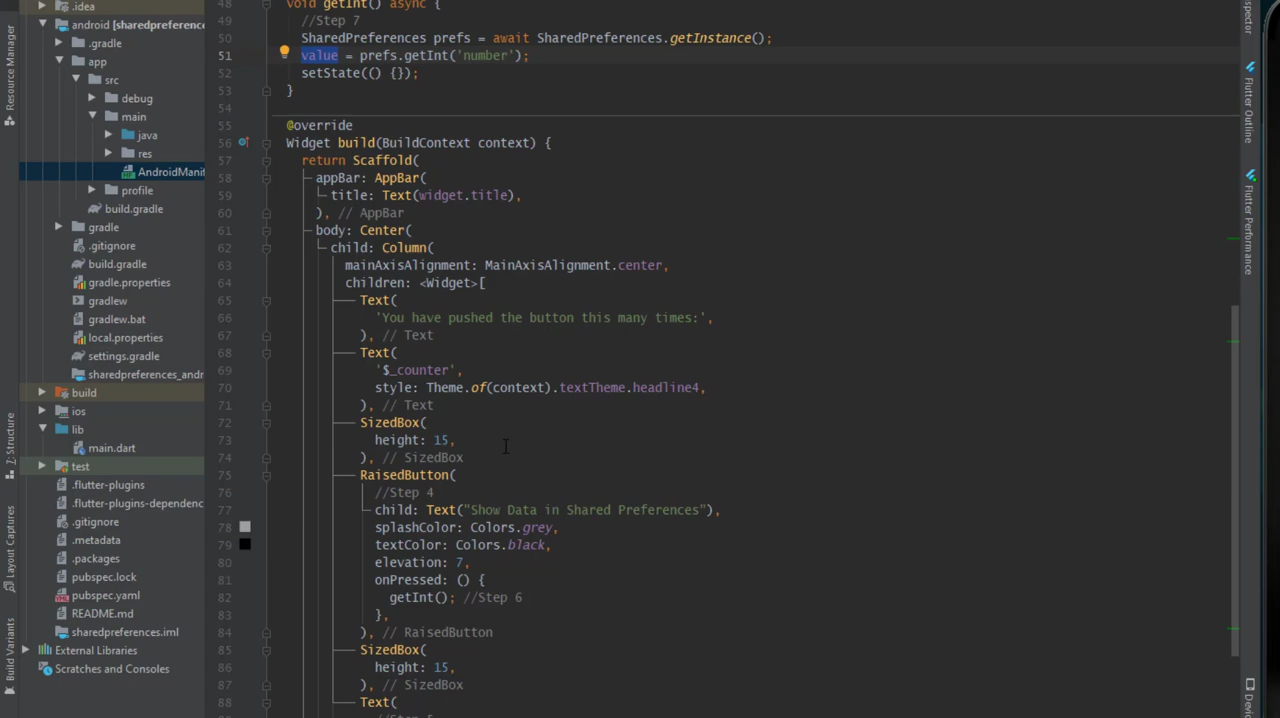 .idea
android [sharedpreference
.gradle
app
src
debug
main
java
res
AndroidManif
profile
build.gradle
gradle
.gitignore
build.gradle
gradle.properties
gradlew
gradlew.bat
local.properties
settings.gradle
sharedpreferences_andr
build
ios
lib
main.dart
test
.flutter-plugins
.flutter-plugins-dependenc
.gitignore
.metadata
.packages
pubspec.lock
pubspec.yaml
README.md
sharedpreferences.iml
External Libraries
Scratches and Consoles
Resource Manager
Z: Structure
Layout Captures
Build Variants
48 void getInt() async {
49 //Step 7
50 SharedPreferences prefs = await SharedPreferences.getInstance();
51 value = prefs.getInt('number');
52 setState(() {});
53 }
54
55 @override
56 Widget build(BuildContext context) {
57 return Scaffold(
58 appBar: AppBar(
59 title: Text(widget.title),
60 ), // AppBar
61 body: Center(
62 child: Column(
63 mainAxisAlignment: MainAxisAlignment.center,
64 children: <Widget>[
65 Text(
66 'You have pushed the button this many times:',
67 ), // Text
68 Text(
69 '$_counter',
70 style: Theme.of(context).textTheme.headline4,
71 ), // Text
72 SizedBox(
73 height: 15,
74 ), // SizedBox
75 RaisedButton(
76 //Step 4
77 child: Text("Show Data in Shared Preferences"),
78 splashColor: Colors.grey,
79 textColor: Colors.black,
80 elevation: 7,
81 onPressed: () {
82 getInt(); //Step 6
83 },
84 ), // RaisedButton
85 SizedBox(
86 height: 15,
87 ), // SizedBox
88 Text(
Flutter Outline
Flutter Performance